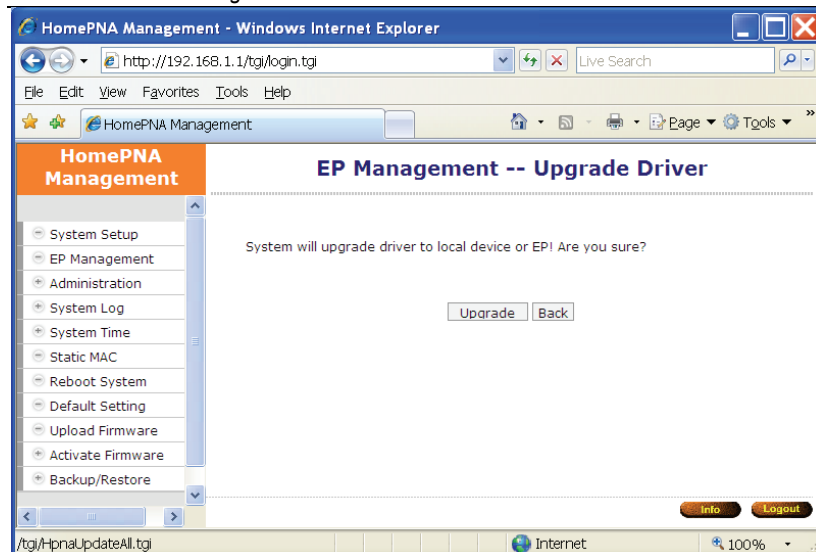 HomePNA Management - Windows Internet Explorer
http://192.168.1.1/tgi/login.tgi
Live Search
File Edit View Favorites Tools Help
HomePNA Management
Page Tools »
HomePNA
Management
System Setup
EP Management
Administration
System Log
System Time
Static MAC
Reboot System
Default Setting
Upload Firmware
Activate Firmware
Backup/Restore
EP Management -- Upgrade Driver
System will upgrade driver to local device or EP! Are you sure?
Upgrade Back
Info Logout
/tgi/HpnaUpdateAll.tgi Internet 100%